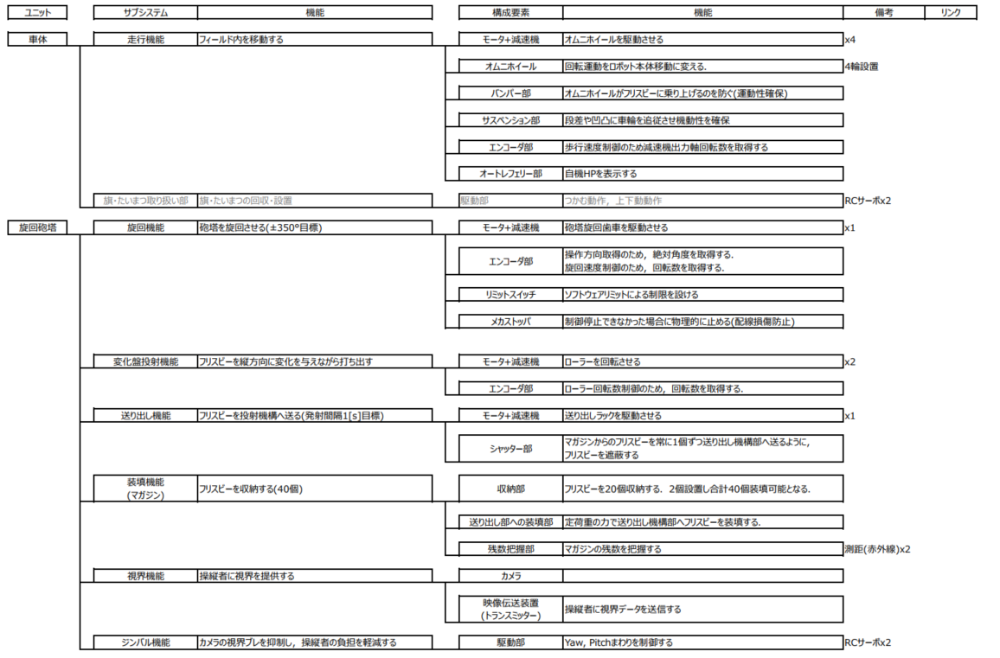 ユニット サブシステム 機能 構成要素 機能 備考 リンク
車体 走行機能 フィールド内を移動する モータ+減速機 オムニホイールを駆動させる x4
オムニホイール 回転運動をロボット本体移動に変える. 4輪設置
バンパー部 オムニホイールがフリスビーに乗り上げるのを防ぐ(運動性確保)
サスペンション部 段差や凹凸に車輪を追従させ機動性を確保
エンコーダ部 歩行速度制御のため減速機出力軸回転数を取得する
オートレフェリー部 自機HPを表示する
旗・たいまつ取り扱い部 旗・たいまつの回収・設置 駆動部 つかむ動作, 上下動動作 RCサーボx2
旋回砲塔 旋回機能 砲塔を旋回させる(±350°目標) モータ+減速機 砲塔旋回歯車を駆動させる x1
エンコーダ部 操作方向取得のため, 絶対角度を取得する.
旋回速度制御のため, 回転数を取得する.
リミットスイッチ ソフトウェアリミットによる制限を設ける
メカストッパ 制御停止できなかった場合に物理的に止める(配線損傷防止)
変化盤投射機能 フリスビーを縦方向に変化を与えながら打ち出す モータ+減速機 ローラーを回転させる x2
エンコーダ部 ローラー回転数制御のため, 回転数を取得する.
送り出し機能 フリスビーを投射機構へ送る(発射間隔1[s]目標) モータ+減速機 送り出しラックを駆動させる x1
シャッター部 マガジンからのフリスビーを常に1個ずつ送り出し機構部へ送るように,
フリスビーを遮蔽する
装填機能
(マガジン) フリスビーを収納する(40個) 収納部 フリスビーを20個収納する. 2個設置し合計40個装填可能となる.
送り出し部への装填部 定荷重の力で送り出し機構部へフリスビーを装填する.
残数把握部 マガジンの残数を把握する 測距(赤外線)x2
視界機能 操縦者に視界を提供する カメラ
映像伝送装置
(トランスミッター) 操縦者に視界データを送信する
ジンバル機能 カメラの視界ブレを抑制し, 操縦者の負担を軽減する 駆動部 Yaw, Pitchまわりを制御する RCサーボx2